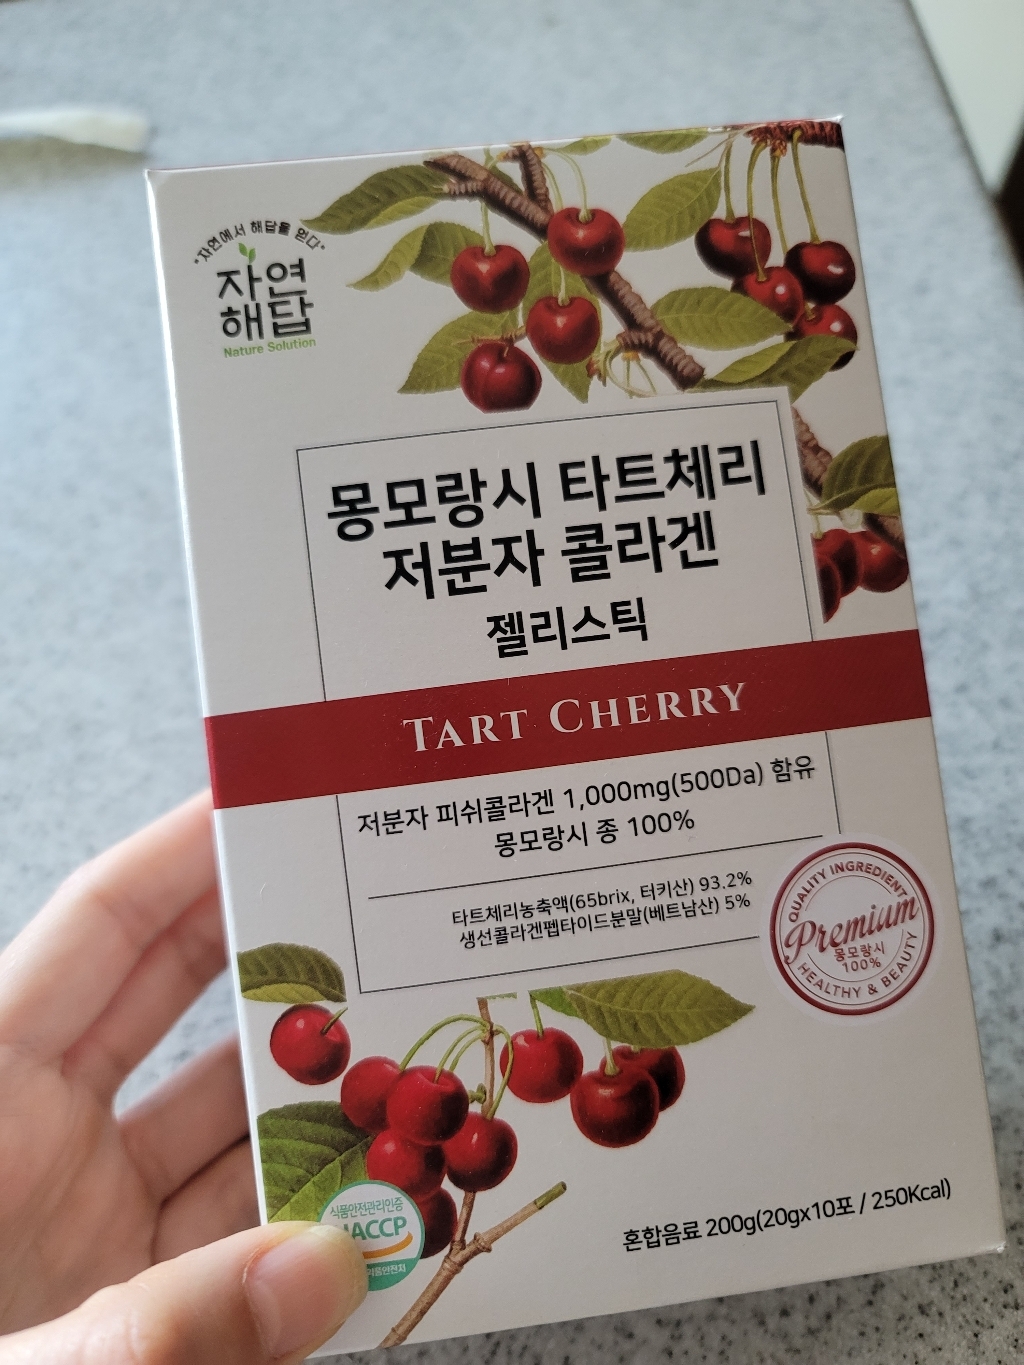 "자연에서 해답을 얻다"
자연
해답
Nature Solution
몽모랑시 타트체리
저분자 콜라겐
젤리스틱
TART CHERRY
저분자 피쉬콜라겐 1,000mg(500Da) 함유
몽모랑시 종 100%
타트체리농축액(65brix, 터키산) 93.2%
생선콜라겐펩타이드분말(베트남산) 5%
QUALITY INGREDIENT
Premium
몽모랑시
100%
HEALTHY & BEAUTY
식품안전관리인증
HACCP
혼합음료 200g(20gx10포 / 250Kcal)